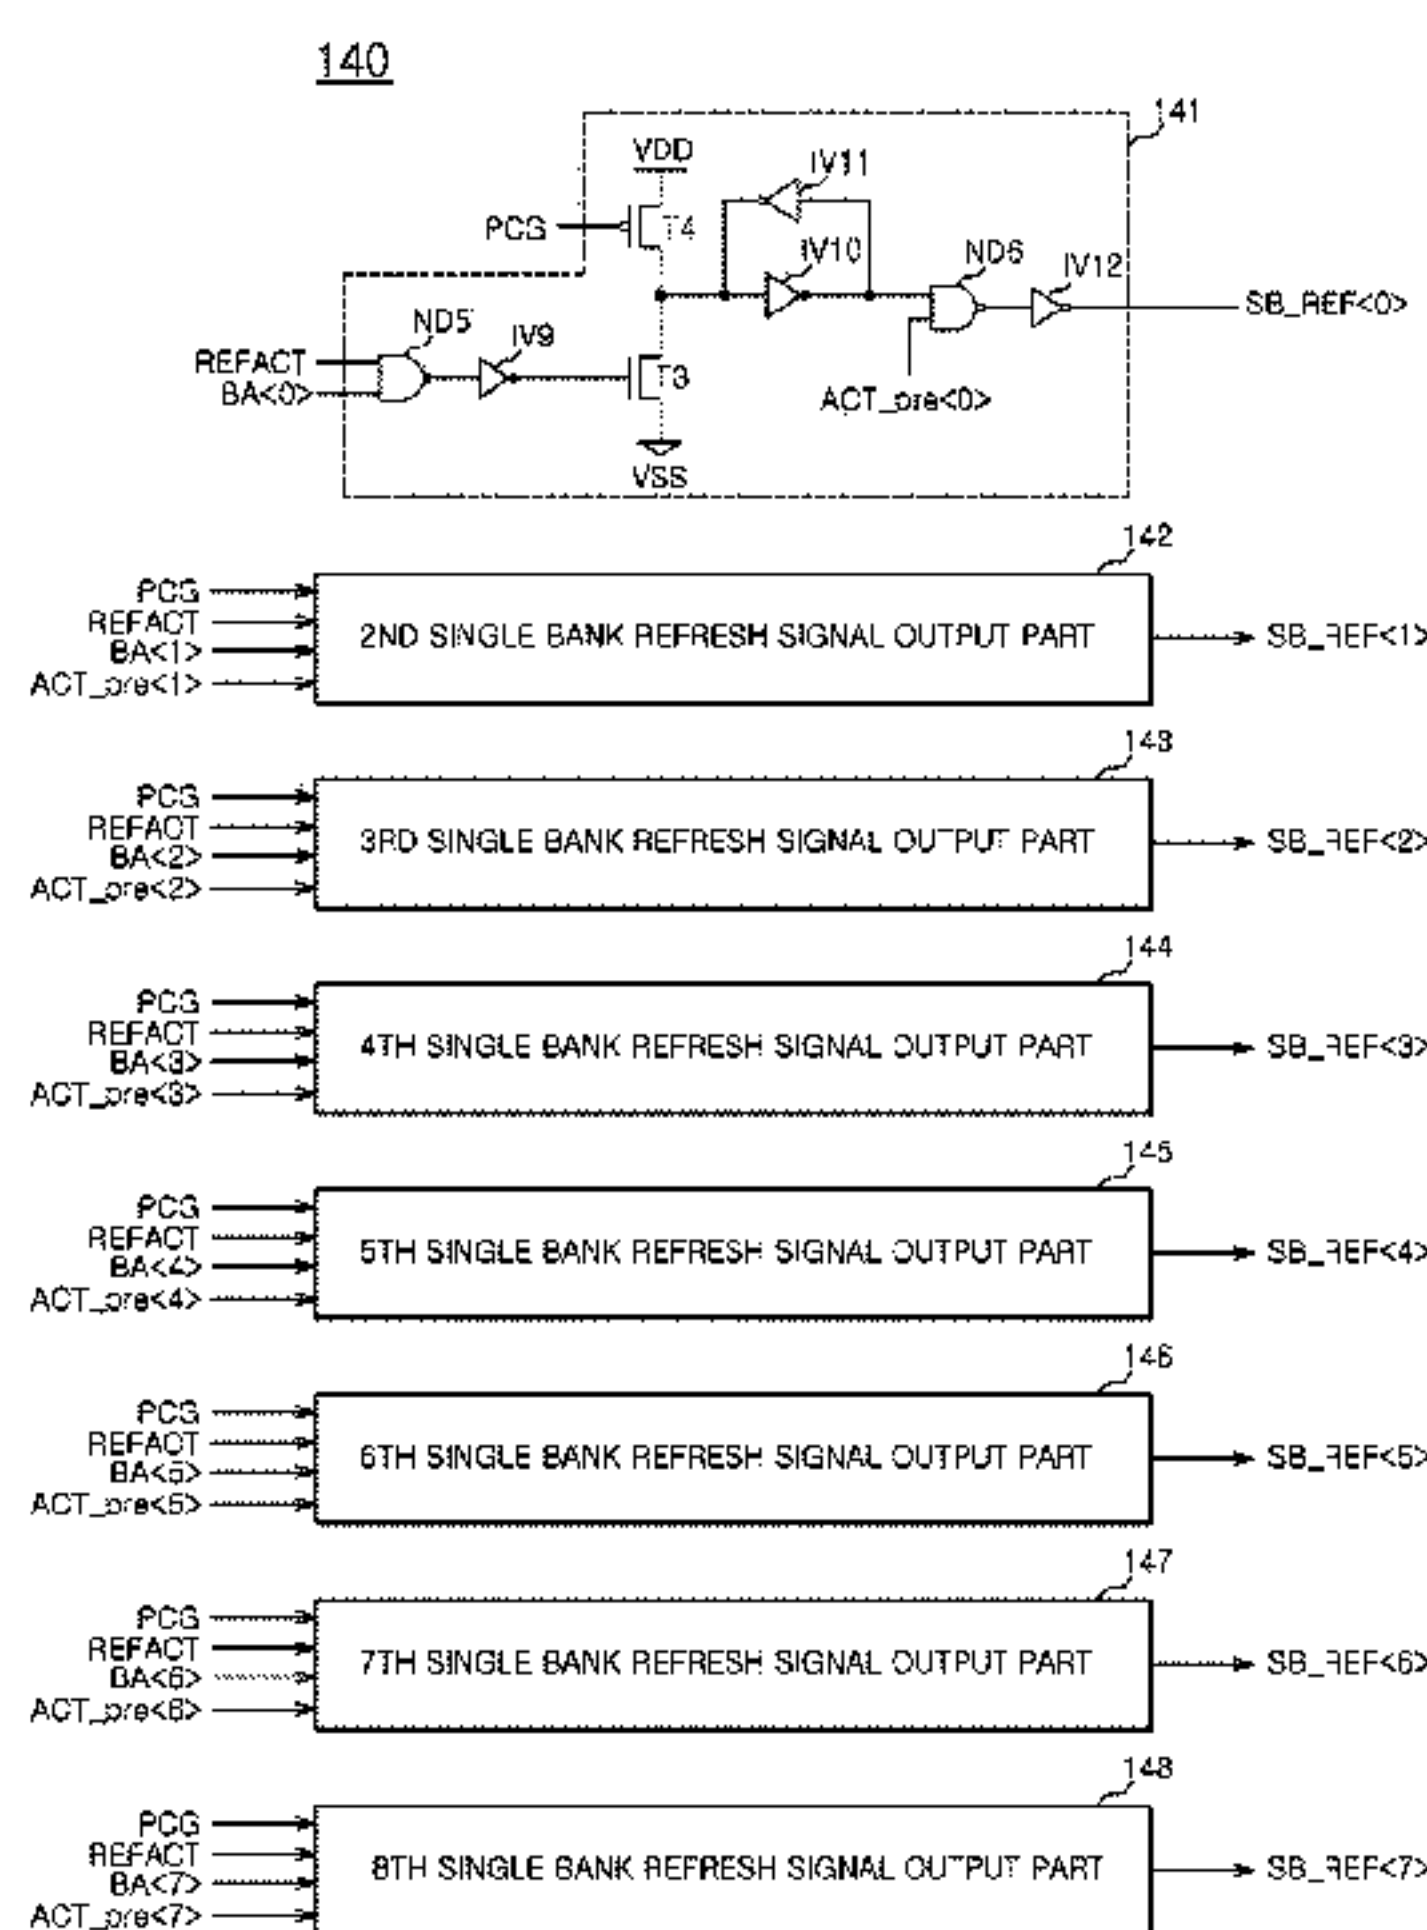 140
141
VDD
IV11
PCG
T4
IV10
ND6
IV12
SB_REF<0>
ND5
IV9
REFACT
BA<0>
T3
ACT_pre<0>
VSS
142
PCG
REFACT
BA<1>
ACT_pre<1>
2ND SINGLE BANK REFRESH SIGNAL OUTPUT PART
SB_REF<1>
143
PCG
REFACT
BA<2>
ACT_pre<2>
3RD SINGLE BANK REFRESH SIGNAL OUTPUT PART
SB_REF<2>
144
PCG
REFACT
BA<3>
ACT_pre<3>
4TH SINGLE BANK REFRESH SIGNAL OUTPUT PART
SB_REF<3>
145
PCG
REFACT
BA<4>
ACT_pre<4>
5TH SINGLE BANK REFRESH SIGNAL OUTPUT PART
SB_REF<4>
146
PCG
REFACT
BA<5>
ACT_pre<5>
6TH SINGLE BANK REFRESH SIGNAL OUTPUT PART
SB_REF<5>
147
PCG
REFACT
BA<6>
ACT_pre<6>
7TH SINGLE BANK REFRESH SIGNAL OUTPUT PART
SB_REF<6>
148
PCG
REFACT
BA<7>
ACT_pre<7>
8TH SINGLE BANK REFRESH SIGNAL OUTPUT PART
SB_REF<7>